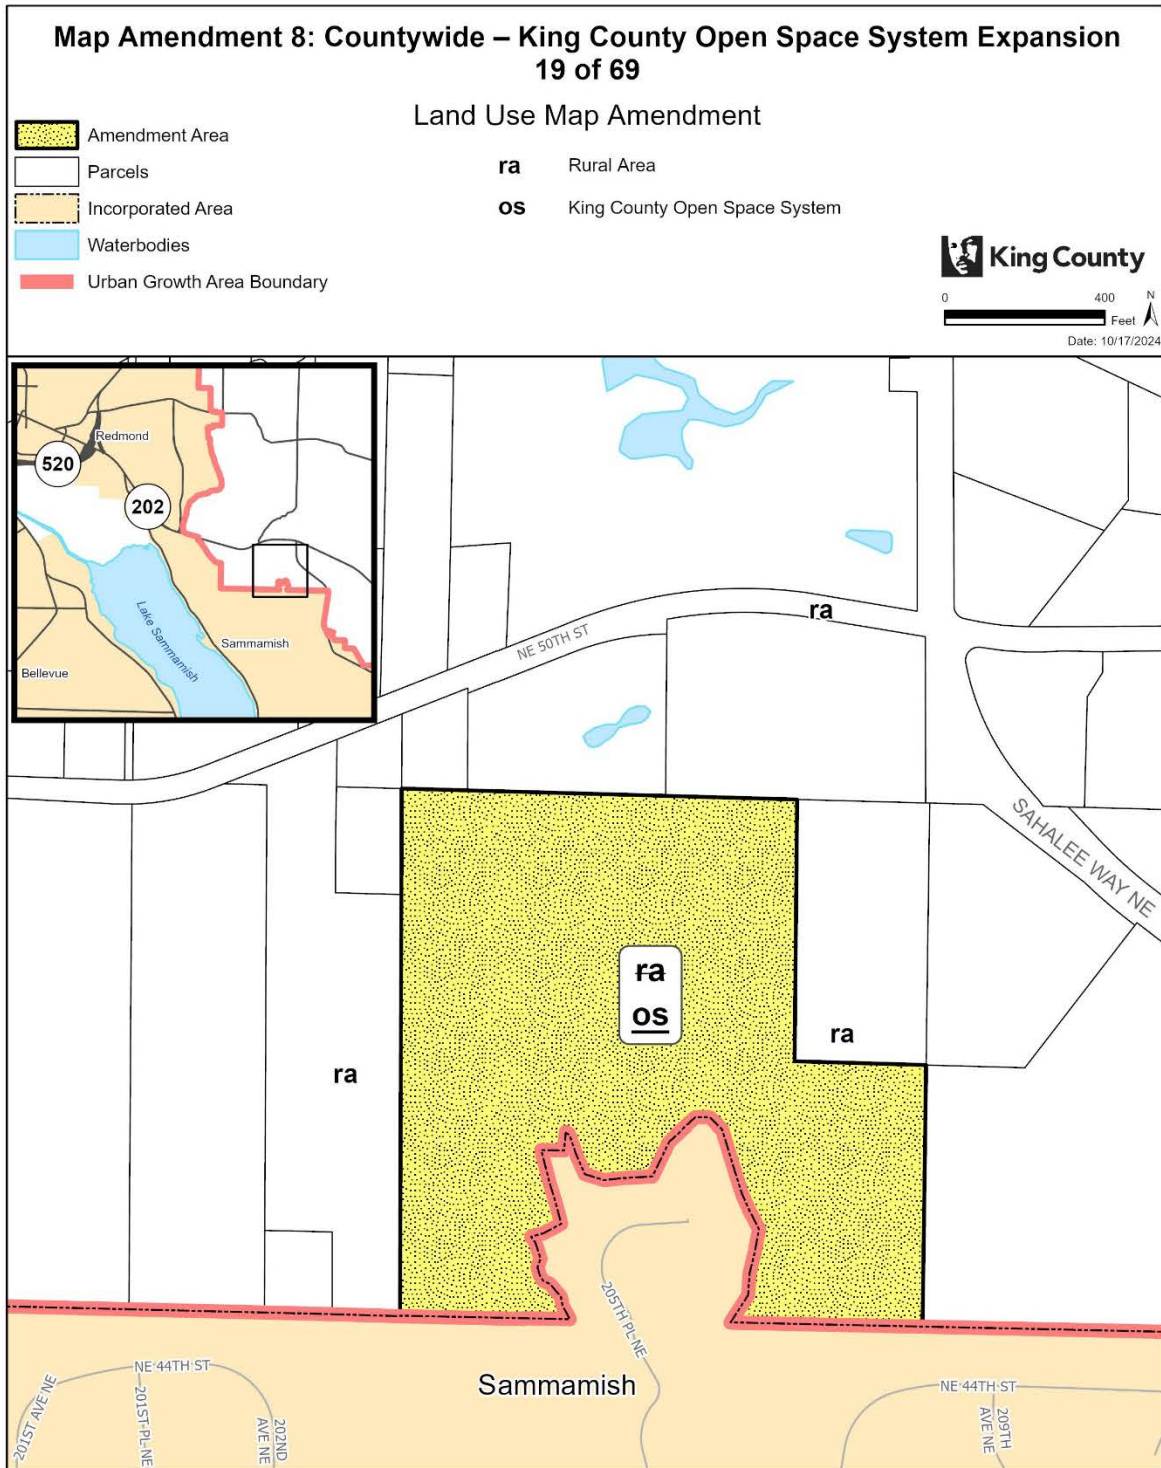 Map Amendment 8: Countywide – King County Open Space System Expansion
19 of 69
Land Use Map Amendment
Amendment Area
Parcels
Incorporated Area
Waterbodies
Urban Growth Area Boundary
ra Rural Area
os King County Open Space System
King County
0 400
Feet
N
Date: 10/17/2024
Redmond
520
202
Lake Sammamish
Sammamish
Bellevue
NE 50TH ST
ra
SAHALEE WAY NE
ra
os
ra
ra
205TH PL NE
Sammamish
NE 44TH ST
201ST AVE NE
201ST PL NE
202ND
AVE NE
NE 44TH ST
209TH
AVE NE